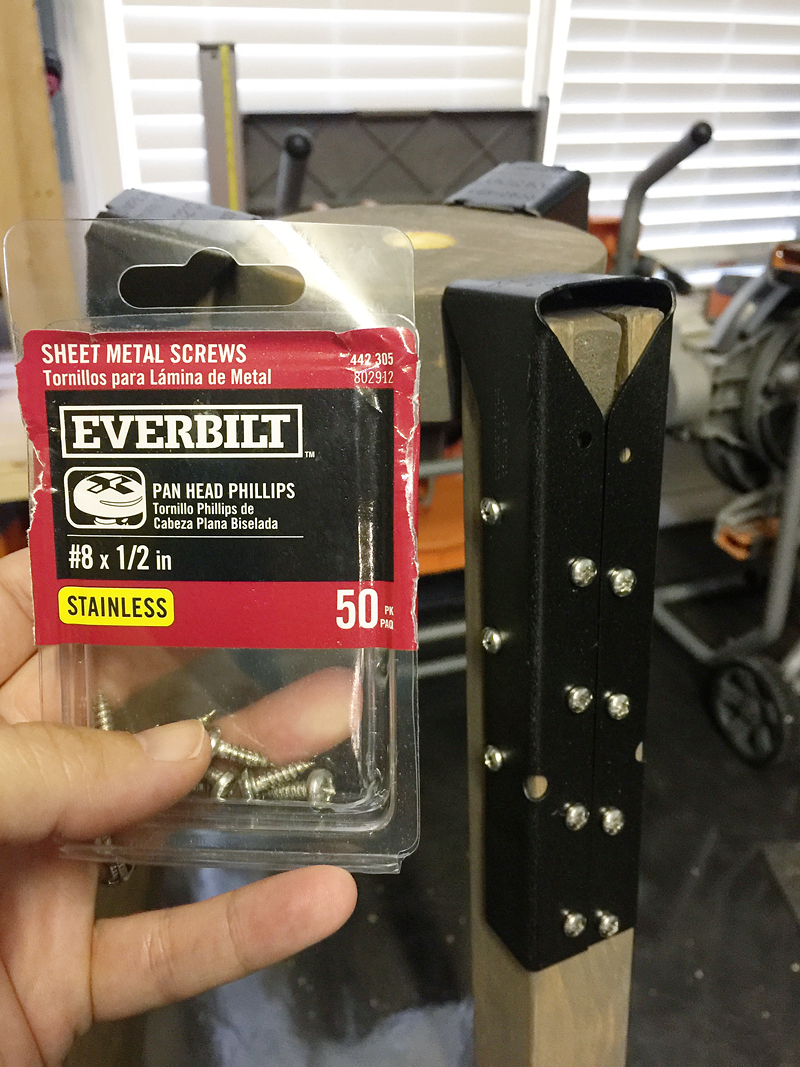 SHEET METAL SCREWS
442 305
Tornillos para Lámina de Metal
802912
EVERBILT™
PAN HEAD PHILLIPS
Tornillo Phillips de
Cabeza Plana Biselada
#8 x 1/2 in
STAINLESS
50 PK
PAQ